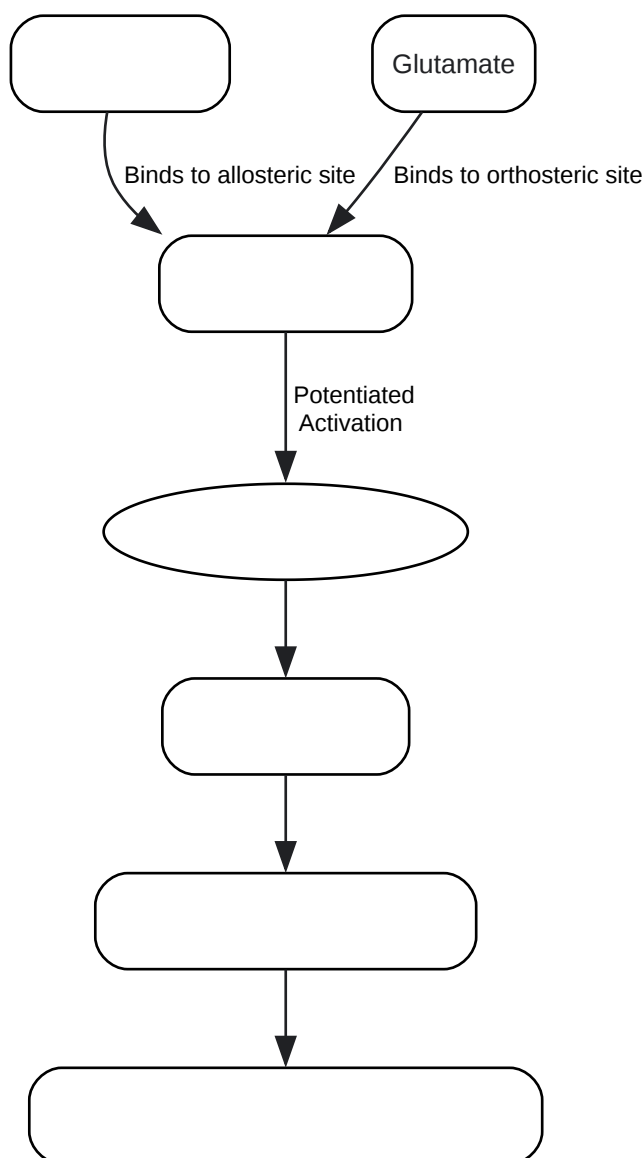 Glutamate
Binds to allosteric site
Binds to orthosteric site
Potentiated
Activation